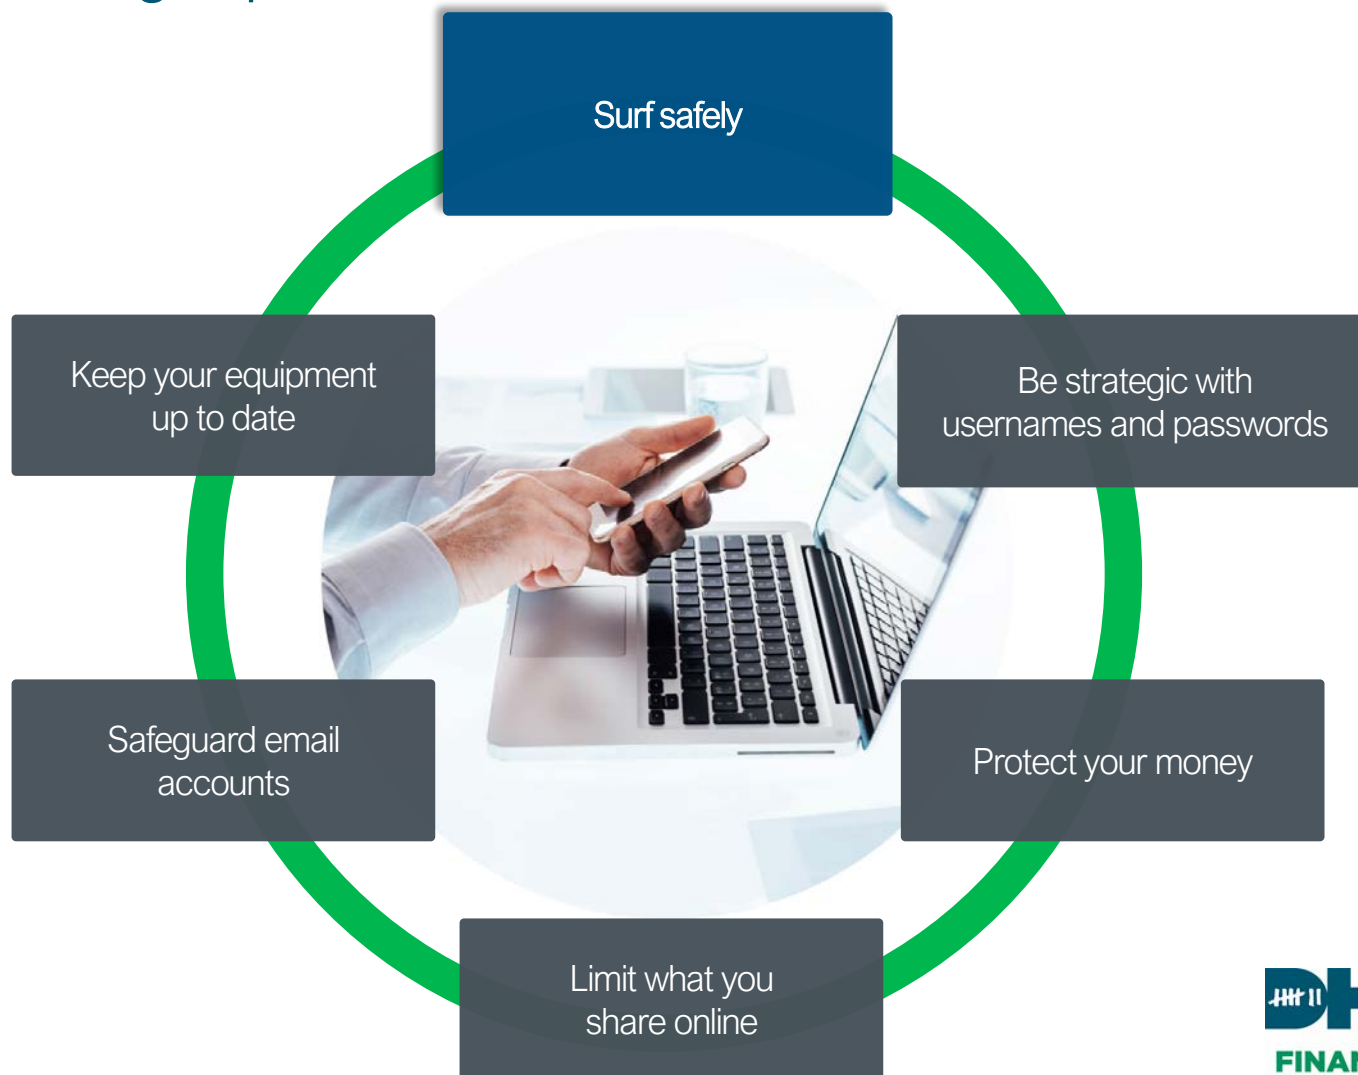 Surf safely
Keep your equipment
up to date
Be strategic with
usernames and passwords
Safeguard email
accounts
Protect your money
Limit what you
share online